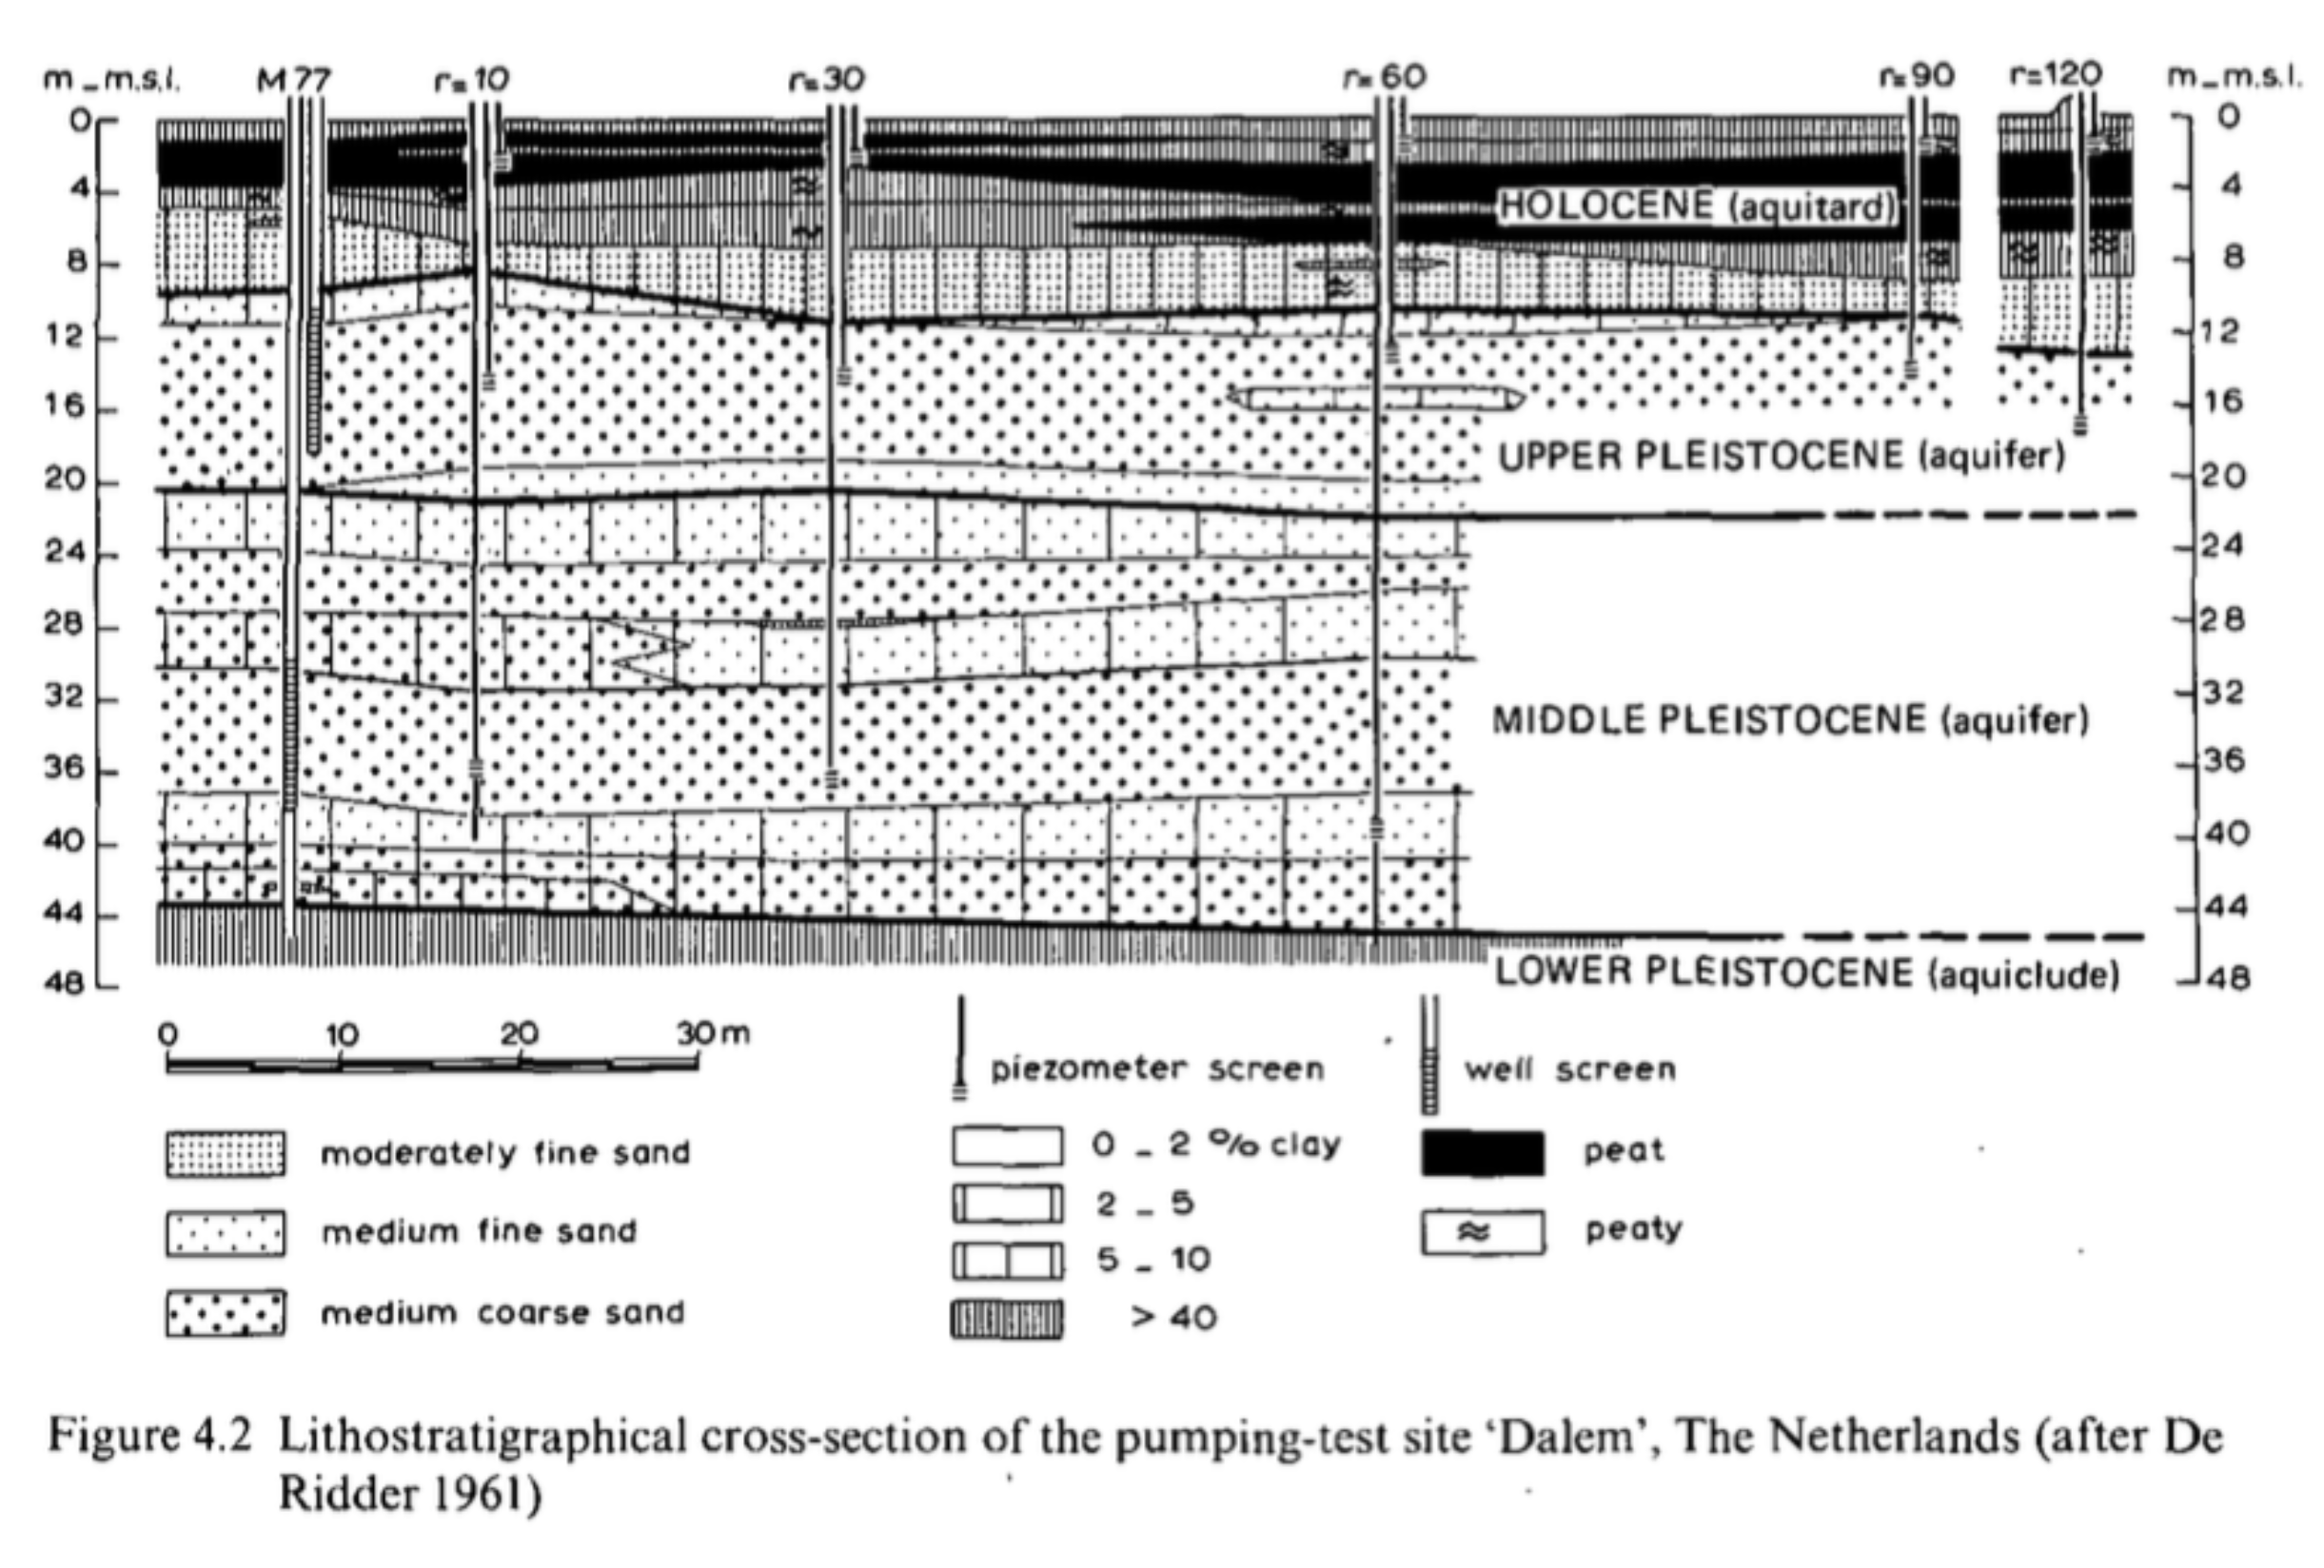 m_m.s.l. M77 r=10 r=30 r=60 r=90 r=120 m_m.s.l.
0 0
4 4
HOLOCENE (aquitard)
8 8
12 12
16 16
UPPER PLEISTOCENE (aquifer)
20 20
24 24
28 28
32 32
MIDDLE PLEISTOCENE (aquifer)
36 36
40 40
44 44
48 LOWER PLEISTOCENE (aquiclude) 48
0 10 20 30 m
piezometer screen well screen
moderately fine sand 0 _ 2 % clay peat
2 _ 5
medium fine sand 5 _ 10 peaty
medium coarse sand > 40
Figure 4.2 Lithostratigraphical cross-section of the pumping-test site ‘Dalem’, The Netherlands (after De
Ridder 1961)